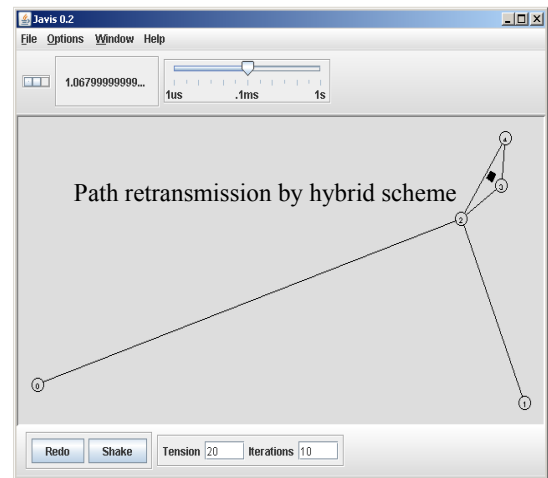 Javis 0.2
File Options Window Help
1.06799999999...
1us .1ms 1s
4
Path retransmission by hybrid scheme
3
2
0
1
Redo Shake Tension 20 Iterations 10